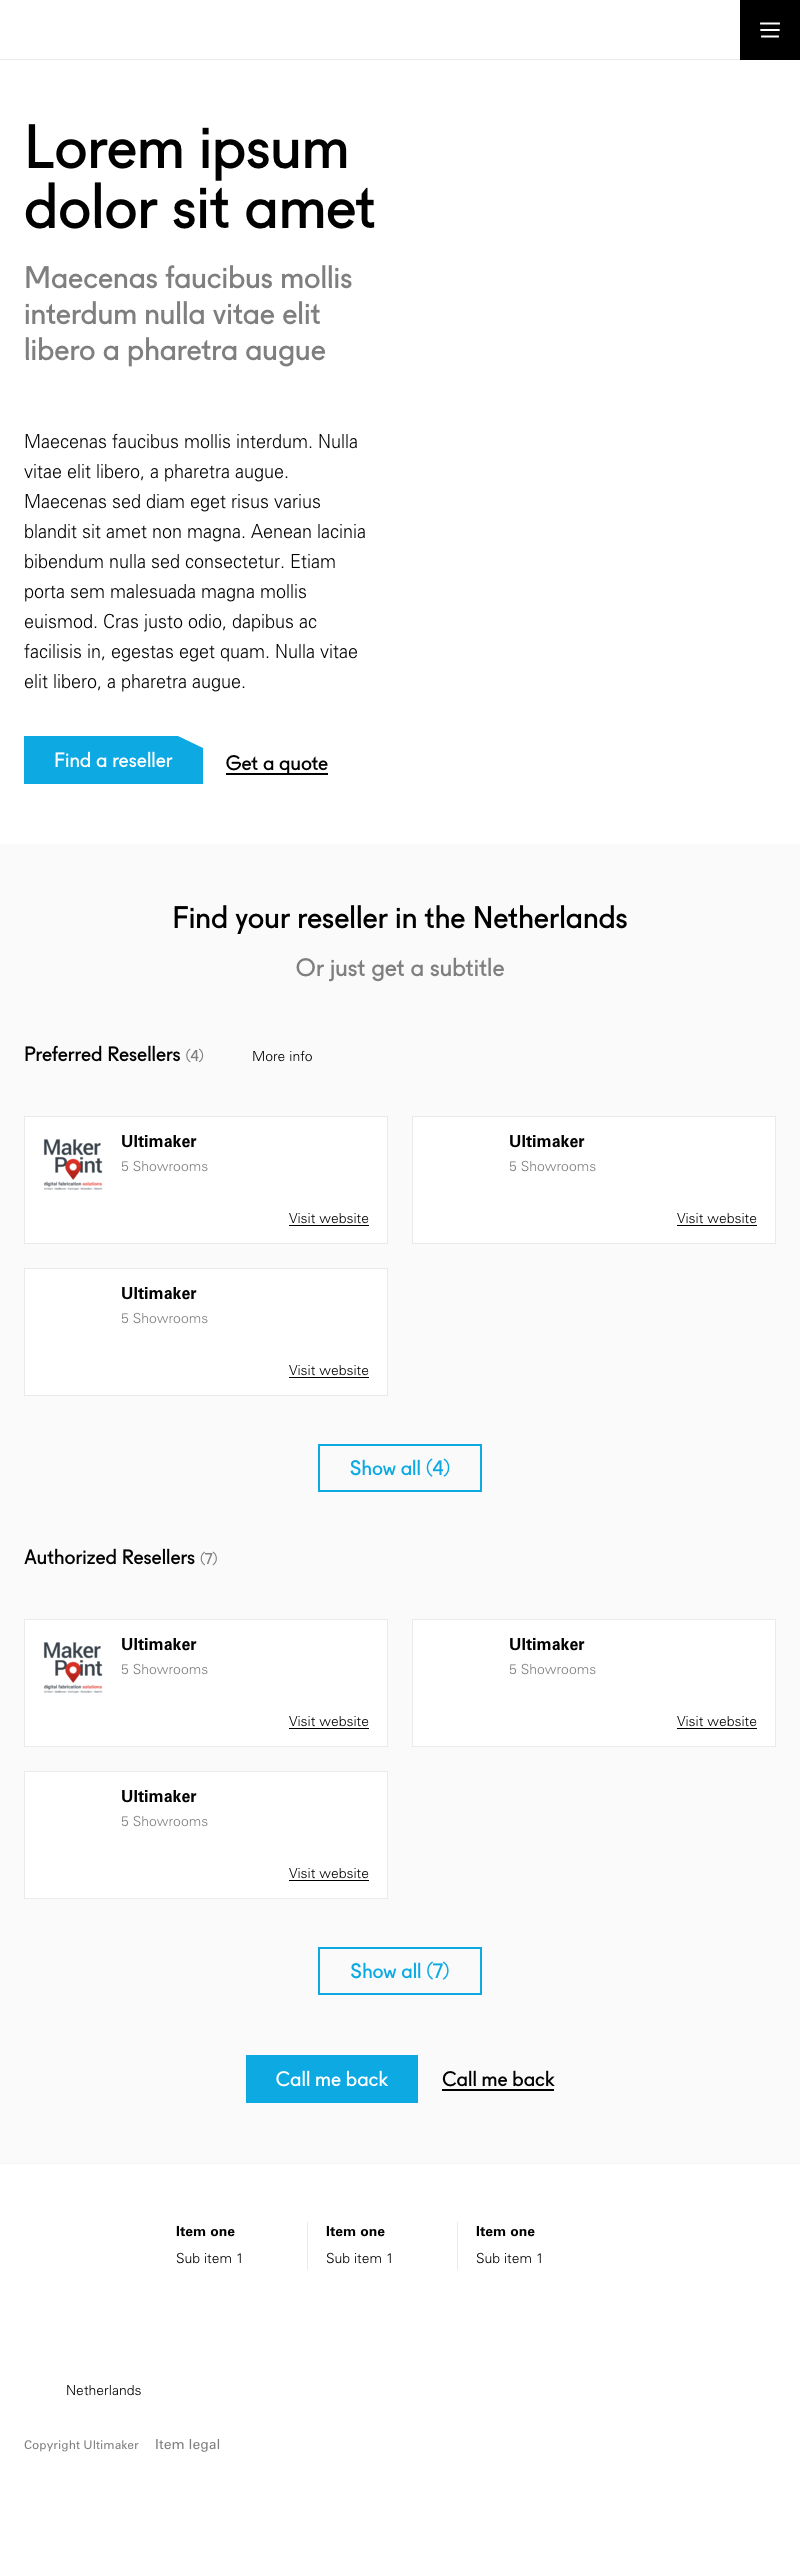 Lorem ipsum
dolor sit amet
Maecenas faucibus mollis
interdum nulla vitae elit
libero a pharetra augue
Maecenas faucibus mollis interdum. Nulla
vitae elit libero, a pharetra augue.
Maecenas sed diam eget risus varius
blandit sit amet non magna. Aenean lacinia
bibendum nulla sed consectetur. Etiam
porta sem malesuada magna mollis
euismod. Cras justo odio, dapibus ac
facilisis in, egestas eget quam. Nulla vitae
elit libero, a pharetra augue.
Find a reseller
Get a quote
Find your reseller in the Netherlands
Or just get a subtitle
Preferred Resellers (4)
More info
Maker
Point
digital fabrication solutions
Ultimaker
5 Showrooms
Visit website
Ultimaker
5 Showrooms
Visit website
Ultimaker
5 Showrooms
Visit website
Show all (4)
Authorized Resellers (7)
Maker
Point
digital fabrication solutions
Ultimaker
5 Showrooms
Visit website
Ultimaker
5 Showrooms
Visit website
Ultimaker
5 Showrooms
Visit website
Show all (7)
Call me back
Call me back
Item one
Sub item 1
Item one
Sub item 1
Item one
Sub item 1
Netherlands
Copyright Ultimaker
Item legal